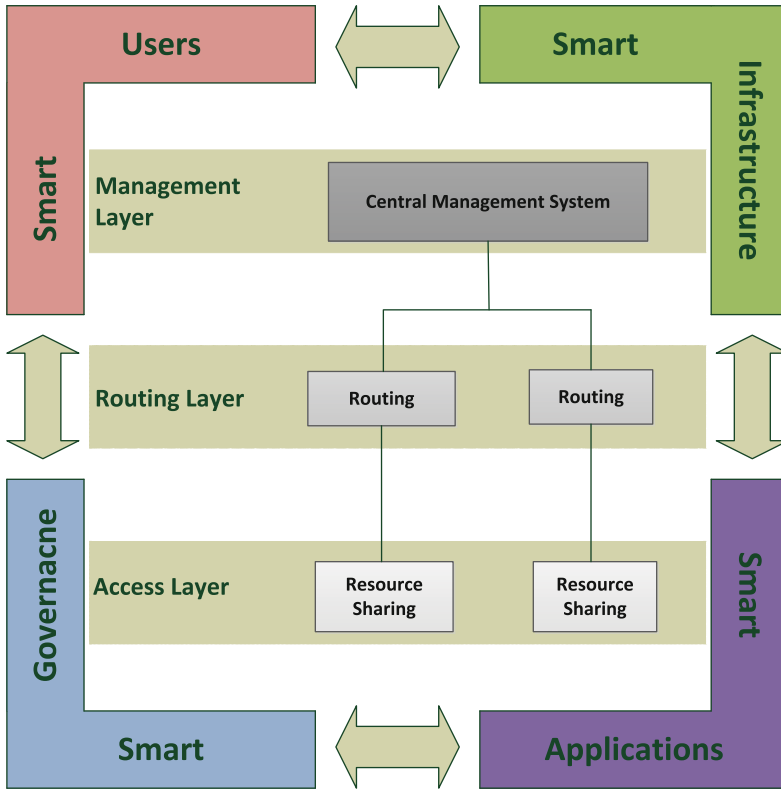 Users
Smart
Smart
Infrastructure
Management
Layer
Central Management System
Routing Layer
Routing
Routing
Access Layer
Resource
Sharing
Resource
Sharing
Governacne
Smart
Smart
Applications